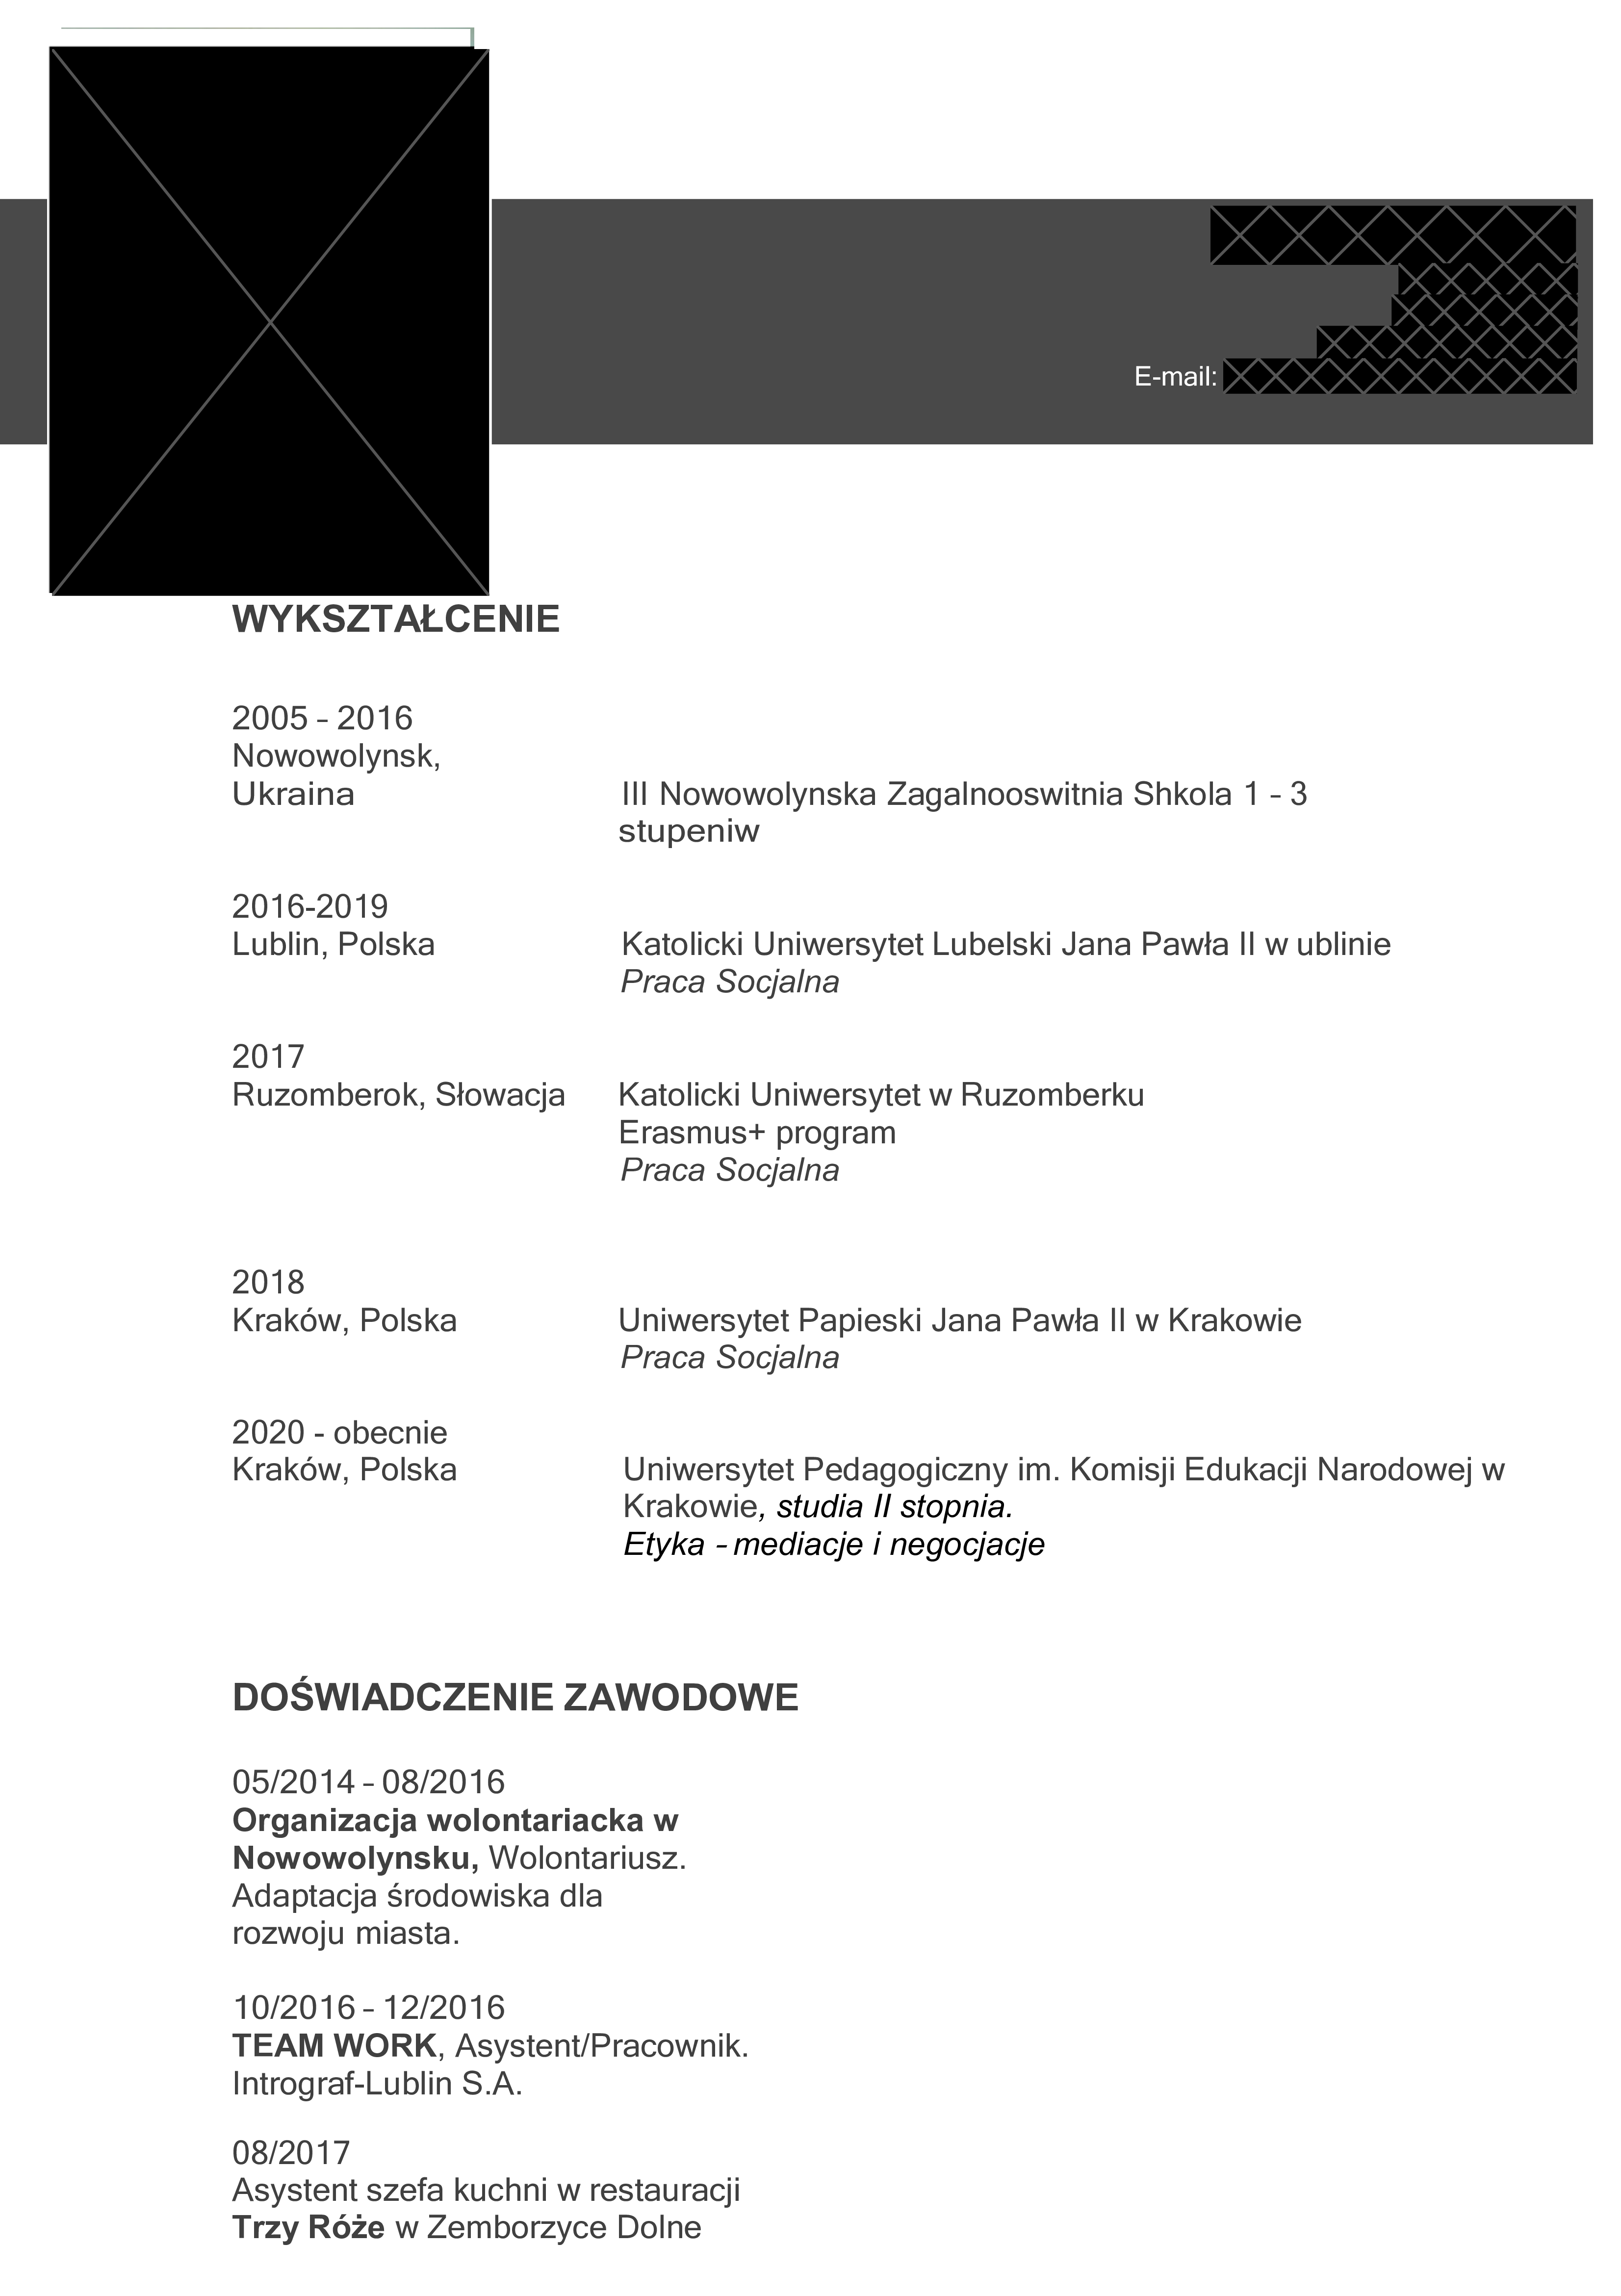 E-mail:
WYKSZTAŁCENIE
2005 – 2016
Nowowolynsk,
Ukraina III Nowowolynska Zagalnooswitnia Shkola 1 – 3
stupeniw
2016-2019
Lublin, Polska Katolicki Uniwersytet Lubelski Jana Pawła II w ublinie
Praca Socjalna
2017
Ruzomberok, Słowacja Katolicki Uniwersytet w Ruzomberku
Erasmus+ program
Praca Socjalna
2018
Kraków, Polska Uniwersytet Papieski Jana Pawła II w Krakowie
Praca Socjalna
2020 - obecnie
Kraków, Polska Uniwersytet Pedagogiczny im. Komisji Edukacji Narodowej w
Krakowie, studia II stopnia.
Etyka – mediacje i negocjacje
DOŚWIADCZENIE ZAWODOWE
05/2014 – 08/2016
Organizacja wolontariacka w
Nowowolynsku, Wolontariusz.
Adaptacja środowiska dla
rozwoju miasta.
10/2016 – 12/2016
TEAM WORK, Asystent/Pracownik.
Intrograf-Lublin S.A.
08/2017
Asystent szefa kuchni w restauracji
Trzy Róże w Zemborzyce Dolne